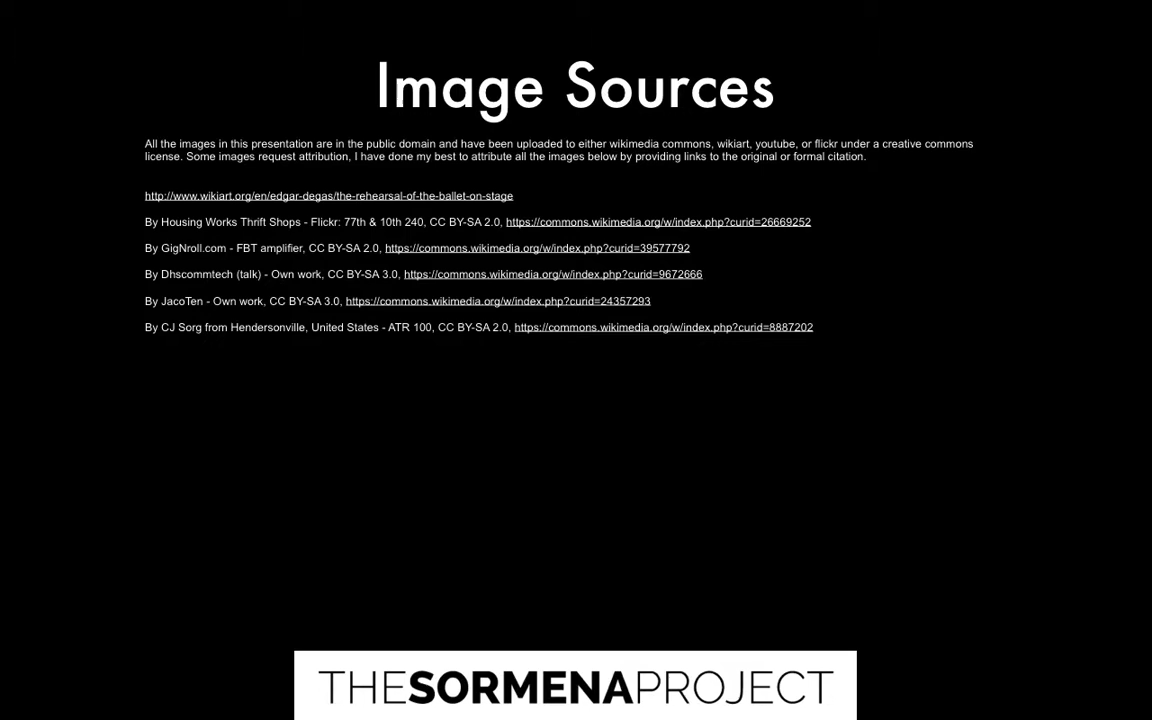 Image Sources
All the images in this presentation are in the public domain and have been uploaded to either wikimedia commons, wikiart, youtube, or flickr under a creative commons
license. Some images request attribution, I have done my best to attribute all the images below by providing links to the original or formal citation.
http://www.wikiart.org/en/edgar-degas/the-rehearsal-of-the-ballet-on-stage
By Housing Works Thrift Shops - Flickr: 77th & 10th 240, CC BY-SA 2.0, https://commons.wikimedia.org/w/index.php?curid=26669252
By GigNroll.com - FBT amplifier, CC BY-SA 2.0, https://commons.wikimedia.org/w/index.php?curid=39577792
By Dhscommtech (talk) - Own work, CC BY-SA 3.0, https://commons.wikimedia.org/w/index.php?curid=9672666
By JacoTen - Own work, CC BY-SA 3.0, https://commons.wikimedia.org/w/index.php?curid=24357293
By CJ Sorg from Hendersonville, United States - ATR 100, CC BY-SA 2.0, https://commons.wikimedia.org/w/index.php?curid=8887202
THESORMENAPROJECT